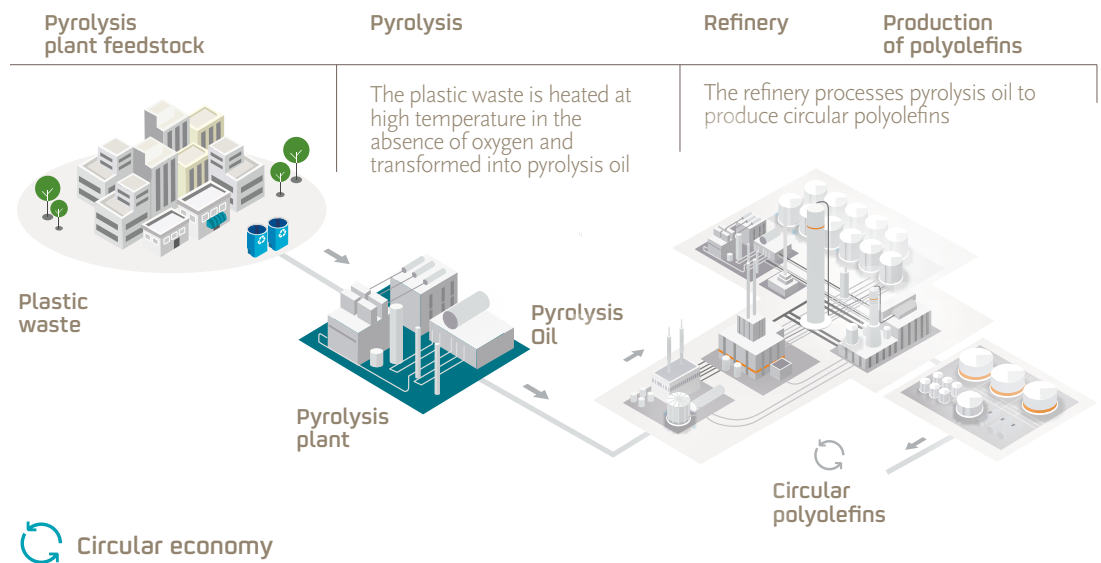 Pyrolysis
plant feedstock
Pyrolysis
Refinery
Production
of polyolefins
The plastic waste is heated at
high temperature in the
absence of oxygen and
transformed into pyrolysis oil
The refinery processes pyrolysis oil to
produce circular polyolefins
Plastic
waste
Pyrolysis
Oil
Pyrolysis
plant
Circular
polyolefins
Circular economy